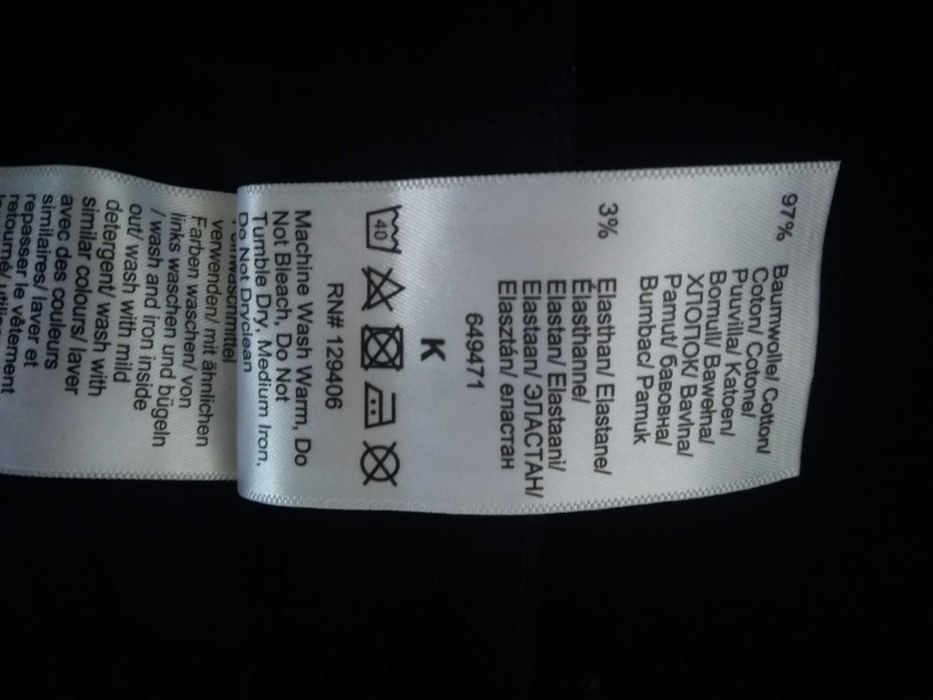 97% Baumwolle/ Cotton/
Coton/ Cotone/
Puuvilla/ Katoen/
Bomull/ Bawełna/
ХЛОПОК/ Bavlna/
Pamut/ бавовна/
Bumbac/ Pamuk
3% Elasthan/ Elastane/
Élasthanne/
Elastan/ Elastaani/
Elastaan/ ЭЛАСТАН/
Elasztán/ еластан
649471
K
40
RN# 129406
Machine Wash Warm, Do
Not Bleach, Do Not
Tumble Dry, Medium Iron,
Do Not Dryclean
verwenden/ mit ähnlichen
Farben waschen/ von
links waschen und bügeln
/ wash and iron inside
out/ wash with mild
detergent/ wash with
similar colours/ laver
avec des couleurs
similaires/ laver et
repasser le vêtement